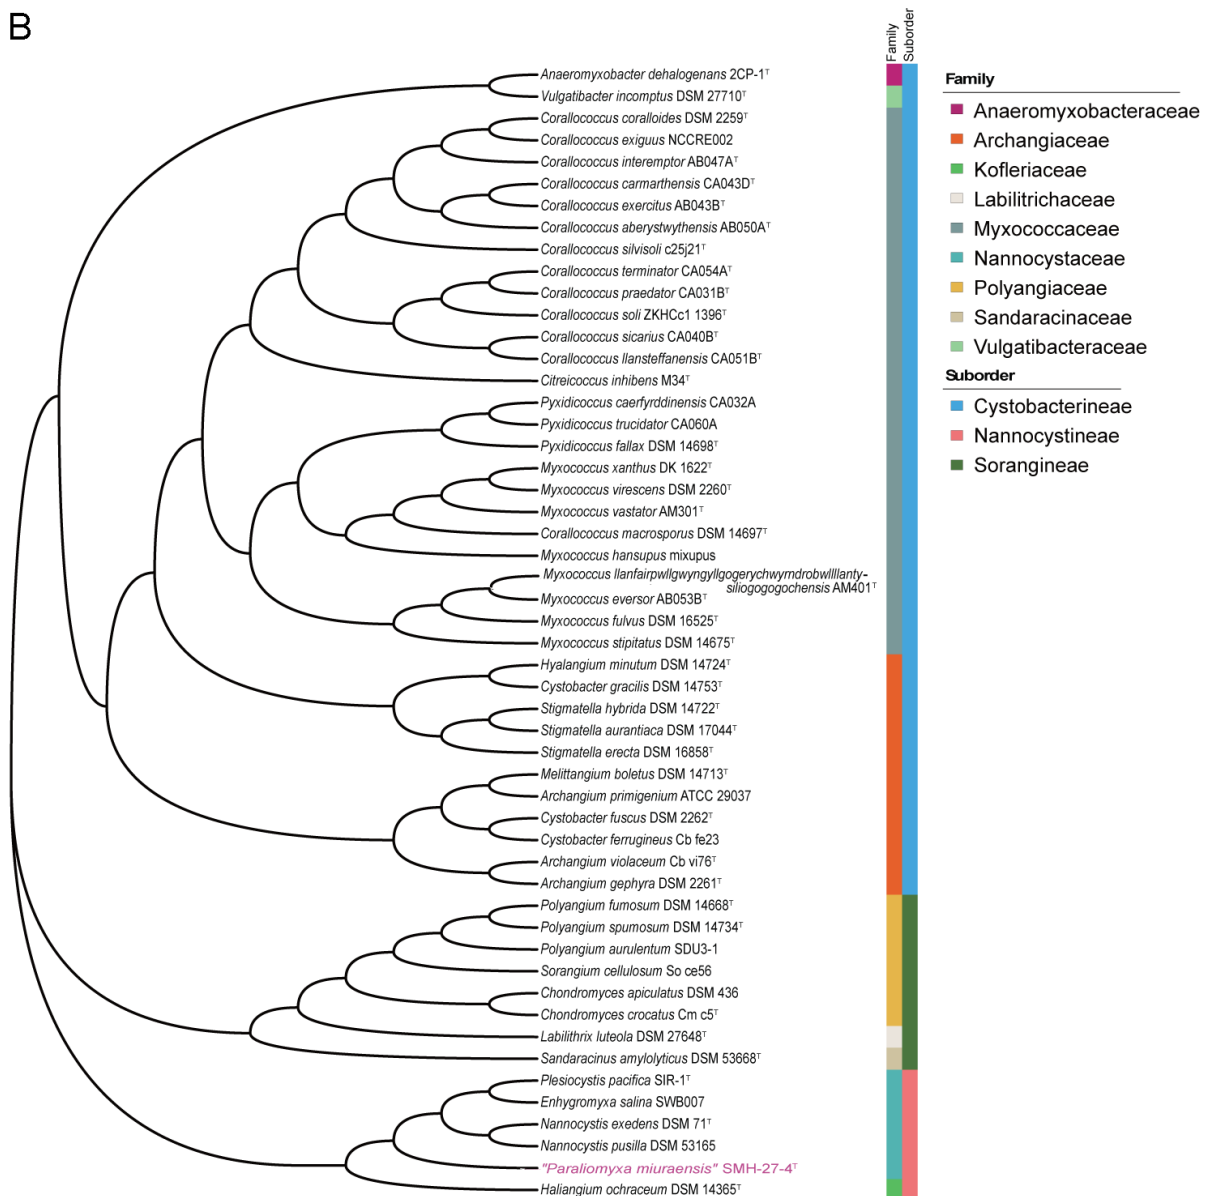 B
Family
Suborder
Anaeromyxobacter dehalogenans 2CP-1ᵀ
Vulgatibacter incomptus DSM 27710ᵀ
Corallococcus coralloides DSM 2259ᵀ
Corallococcus exiguus NCCRE002
Corallococcus interemptor AB047Aᵀ
Corallococcus carmarthensis CA043Dᵀ
Corallococcus exercitus AB043Bᵀ
Corallococcus aberystwythensis AB050Aᵀ
Corallococcus silvisoli c25j21ᵀ
Corallococcus terminator CA054Aᵀ
Corallococcus praedator CA031Bᵀ
Corallococcus soli ZKHCc1 1396ᵀ
Corallococcus sicarius CA040Bᵀ
Corallococcus llansteffanensis CA051Bᵀ
Citreicoccus inhibens M34ᵀ
Pyxidicoccus caerfyrddinensis CA032A
Pyxidicoccus trucidator CA060A
Pyxidicoccus fallax DSM 14698ᵀ
Myxococcus xanthus DK 1622ᵀ
Myxococcus virescens DSM 2260ᵀ
Myxococcus vastator AM301ᵀ
Corallococcus macrosporus DSM 14697ᵀ
Myxococcus hansupus mixupus
Myxococcus llanfairpwllgwyngyllgogerychwyrndrobwllllanty-
siliogogogochensis AM401ᵀ
Myxococcus eversor AB053Bᵀ
Myxococcus fulvus DSM 16525ᵀ
Myxococcus stipitatus DSM 14675ᵀ
Hyalangium minutum DSM 14724ᵀ
Cystobacter gracilis DSM 14753ᵀ
Stigmatella hybrida DSM 14722ᵀ
Stigmatella aurantiaca DSM 17044ᵀ
Stigmatella erecta DSM 16858ᵀ
Melittangium boletus DSM 14713ᵀ
Archangium primigenium ATCC 29037
Cystobacter fuscus DSM 2262ᵀ
Cystobacter ferrugineus Cb fe23
Archangium violaceum Cb vi76ᵀ
Archangium gephyra DSM 2261ᵀ
Polyangium fumosum DSM 14668ᵀ
Polyangium spumosum DSM 14734ᵀ
Polyangium aurulentum SDU3-1
Sorangium cellulosum So ce56
Chondromyces apiculatus DSM 436
Chondromyces crocatus Cm c5ᵀ
Labilithrix luteola DSM 27648ᵀ
Sandaracinus amylolyticus DSM 53668ᵀ
Plesiocystis pacifica SIR-1ᵀ
Enhygromyxa salina SWB007
Nannocystis exedens DSM 71ᵀ
Nannocystis pusilla DSM 53165
"Paraliomyxa miuraensis" SMH-27-4ᵀ
Haliangium ochraceum DSM 14365ᵀ
Family
Anaeromyxobacteraceae
Archangiaceae
Kofleriaceae
Labilitrichaceae
Myxococcaceae
Nannocystaceae
Polyangiaceae
Sandaracinaceae
Vulgatibacteraceae
Suborder
Cystobacterineae
Nannocystineae
Sorangineae